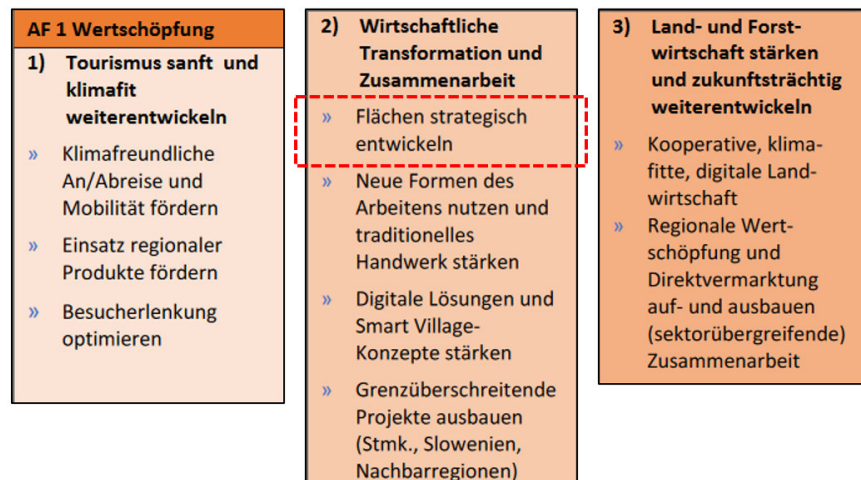 AF 1 Wertschöpfung
1) Tourismus sanft und
klimafit
weiterentwickeln
» Klimafreundliche
An/Abreise und
Mobilität fördern
» Einsatz regionaler
Produkte fördern
» Besucherlenkung
optimieren
2) Wirtschaftliche
Transformation und
Zusammenarbeit
» Flächen strategisch
entwickeln
» Neue Formen des
Arbeitens nutzen und
traditionelles
Handwerk stärken
» Digitale Lösungen und
Smart Village-
Konzepte stärken
» Grenzüberschreitende
Projekte ausbauen
(Stmk., Slowenien,
Nachbarregionen)
3) Land- und Forst-
wirtschaft stärken
und zukunftsträchtig
weiterentwickeln
» Kooperative, klima-
fitte, digitale Land-
wirtschaft
» Regionale Wert-
schöpfung und
Direktvermarktung
auf- und ausbauen
(sektorübergreifende)
Zusammenarbeit